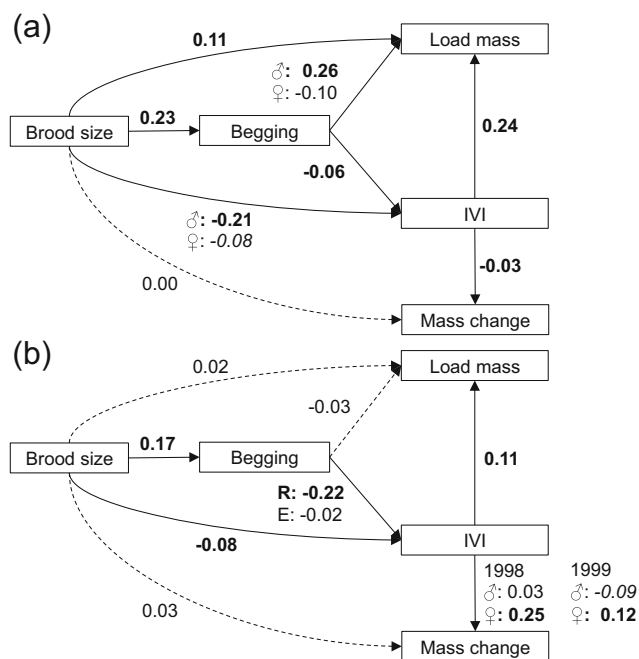 (a)
0.11
Load mass
♂: 0.26
♀: -0.10
Brood size
0.23
Begging
0.24
-0.06
IVI
♂: -0.21
♀: -0.08
-0.03
0.00
Mass change
(b)
0.02
Load mass
-0.03
Brood size
0.17
Begging
0.11
R: -0.22
E: -0.02
IVI
-0.08
1998 1999
♂: 0.03 ♂: -0.09
♀: 0.25 ♀: 0.12
0.03
Mass change